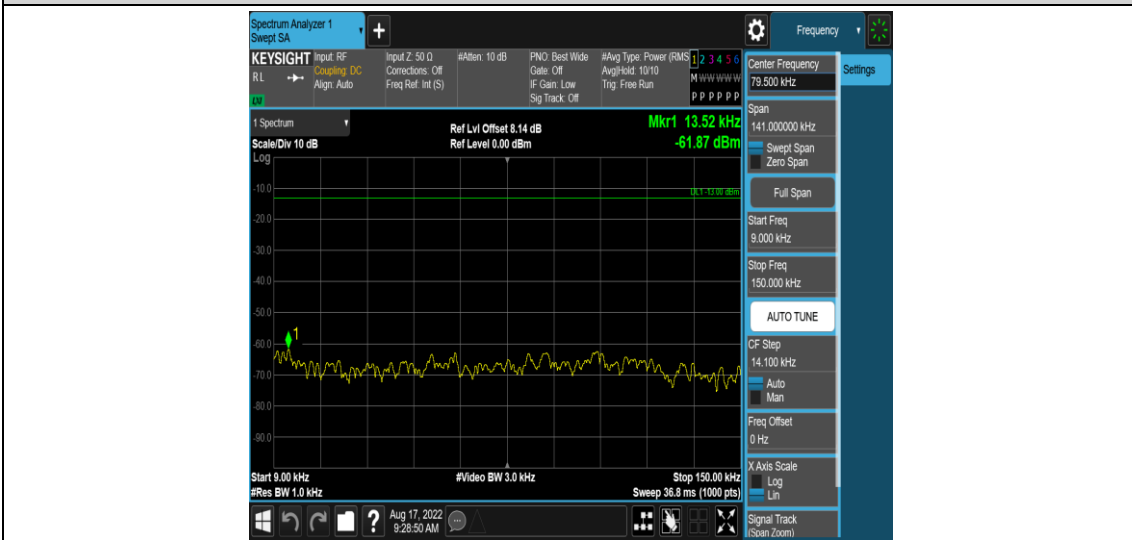 Spectrum Analyzer 1
Swept SA
+
Frequency
KEYSIGHT
RL
LXI
Input: RF
Coupling: DC
Align: Auto
Input Z: 50 Ω
Corrections: Off
Freq Ref: Int (S)
#Atten: 10 dB
PNO: Best Wide
Gate: Off
IF Gain: Low
Sig Track: Off
#Avg Type: Power (RMS
Avg|Hold: 10/10
Trig: Free Run
1 2 3 4 5 6
M W W W W W
P P P P P P
1 Spectrum
Scale/Div 10 dB
Log
Ref Lvl Offset 8.14 dB
Ref Level 0.00 dBm
Mkr1 13.52 kHz
-61.87 dBm
DL1 -13.00 dBm
-10.0
-20.0
-30.0
-40.0
-50.0
-60.0
-70.0
-80.0
-90.0
1
Start 9.00 kHz
#Res BW 1.0 kHz
#Video BW 3.0 kHz
Stop 150.00 kHz
Sweep 36.8 ms (1000 pts)
Center Frequency
79.500 kHz
Settings
Span
141.000000 kHz
Swept Span
Zero Span
Full Span
Start Freq
9.000 kHz
Stop Freq
150.000 kHz
AUTO TUNE
CF Step
14.100 kHz
Auto
Man
Freq Offset
0 Hz
X Axis Scale
Log
Lin
Signal Track
(Span Zoom)
?
Aug 17, 2022
9:28:50 AM